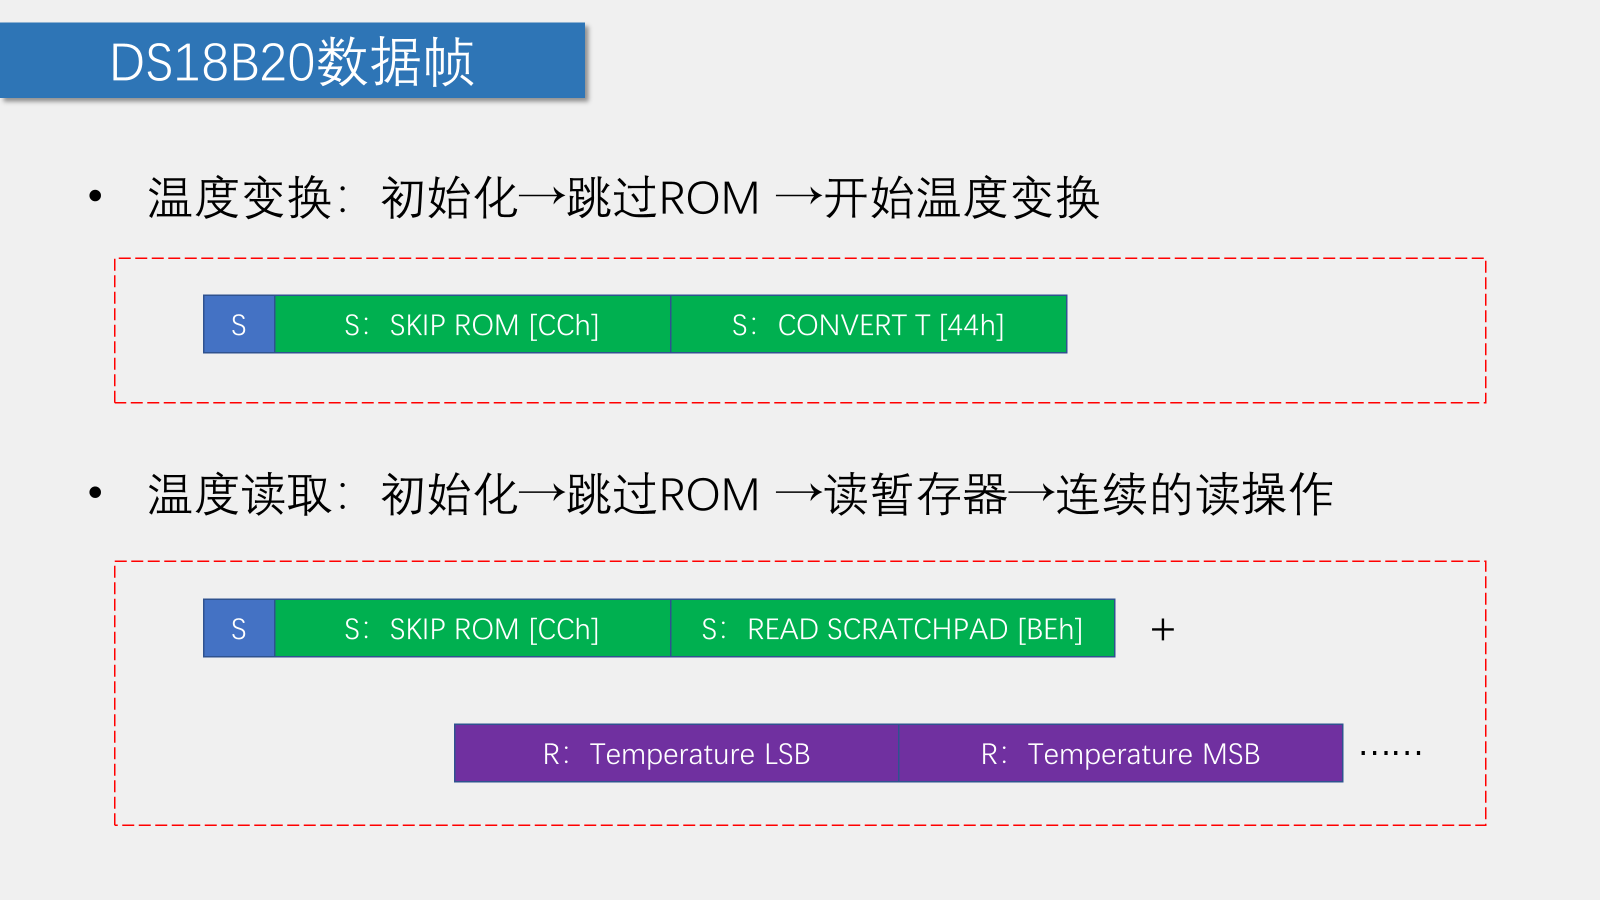 DS18B20数据帧
• 温度变换：初始化→跳过ROM →开始温度变换
S S：SKIP ROM [CCh] S：CONVERT T [44h]
• 温度读取：初始化→跳过ROM →读暂存器→连续的读操作
S S：SKIP ROM [CCh] S：READ SCRATCHPAD [BEh] +
R：Temperature LSB R：Temperature MSB ……